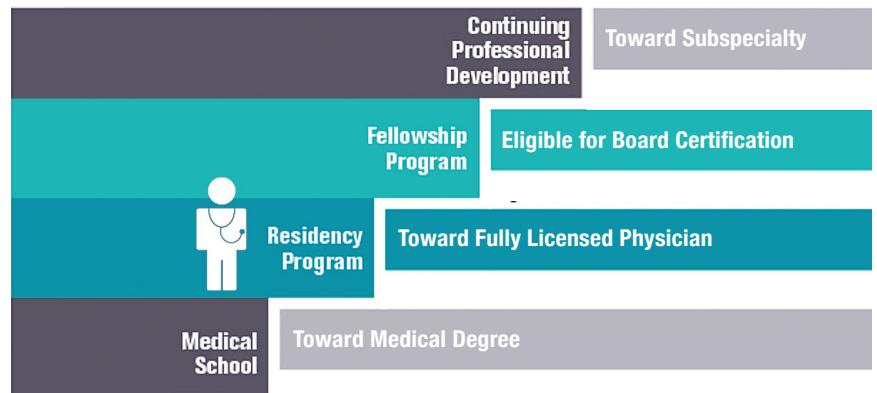 Continuing
Professional
Development
Toward Subspecialty
Fellowship
Program
Eligible for Board Certification
Residency
Program
Toward Fully Licensed Physician
Medical
School
Toward Medical Degree